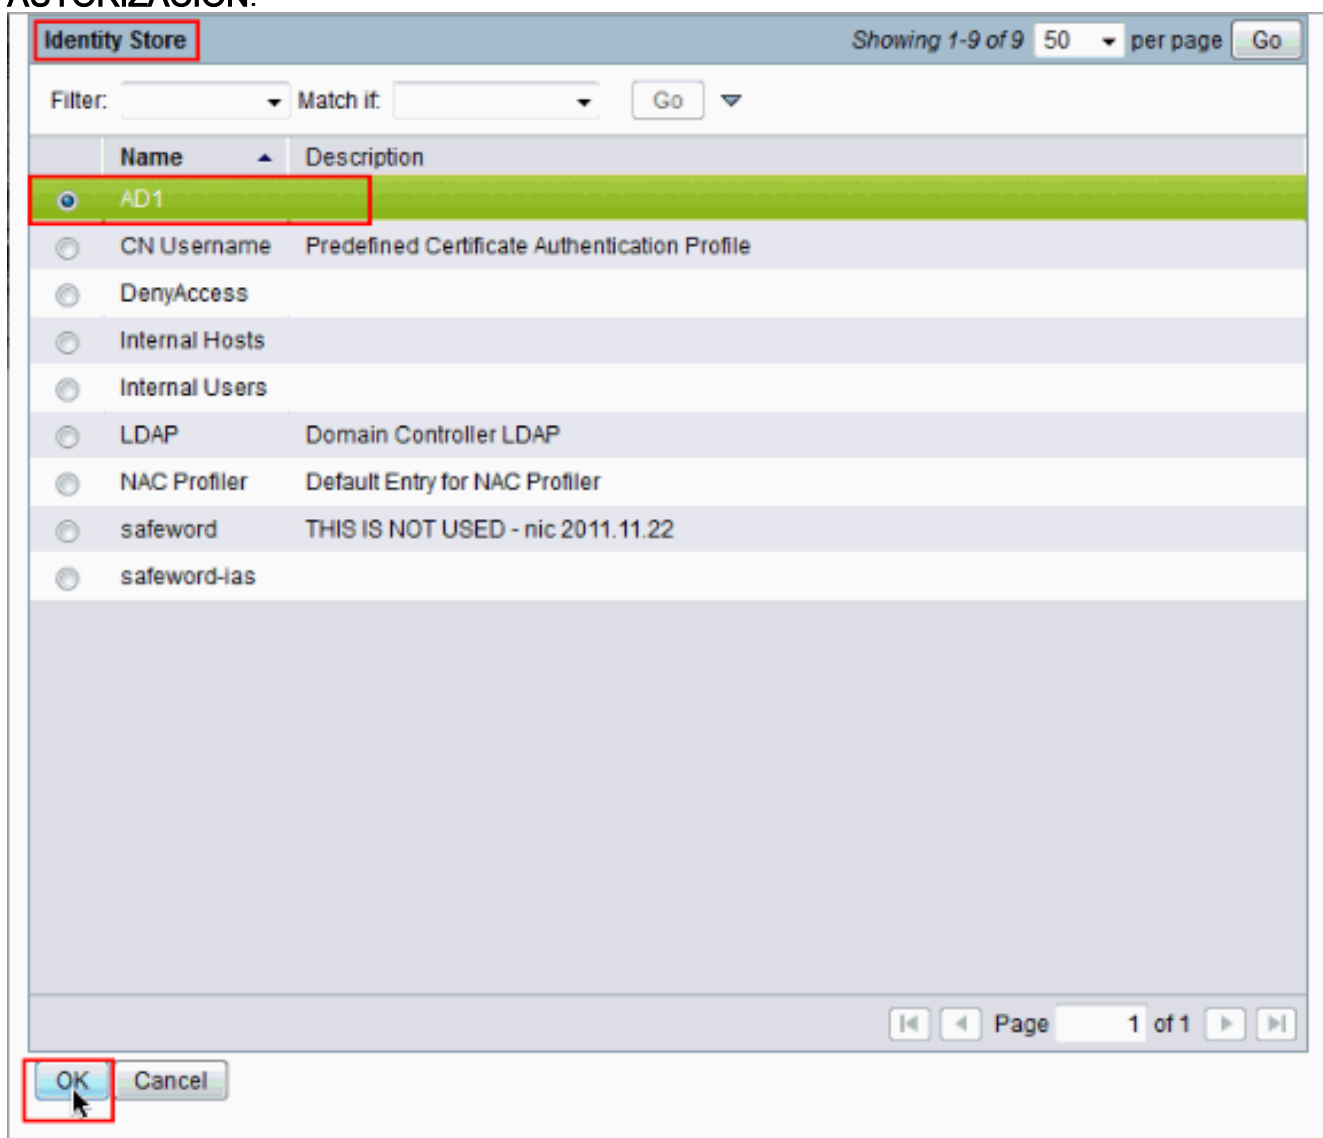 AUTORIZACIÓN.
Identity Store Showing 1-9 of 9 50 per page Go
Filter: Match if: Go
Name Description
AD1
CN Username Predefined Certificate Authentication Profile
DenyAccess
Internal Hosts
Internal Users
LDAP Domain Controller LDAP
NAC Profiler Default Entry for NAC Profiler
safeword THIS IS NOT USED - nic 2011.11.22
safeword-ias
Page 1 of 1
OK Cancel